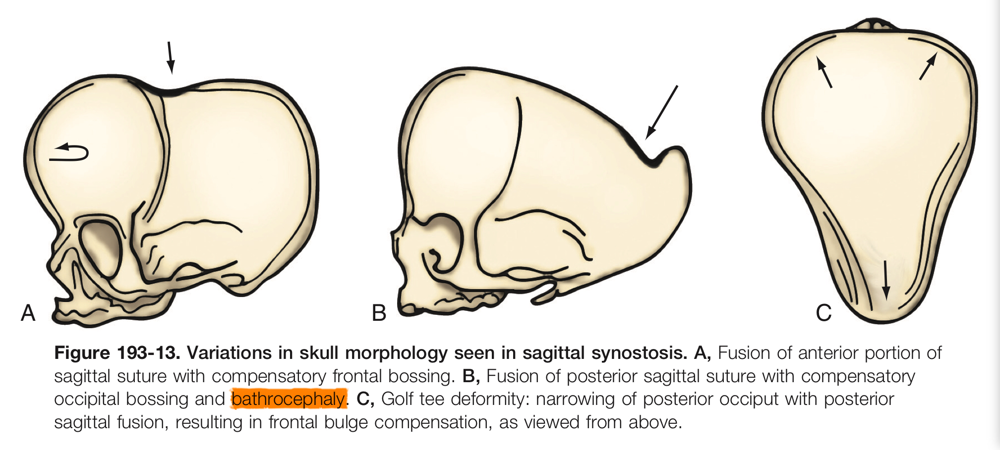 A
B
C
Figure 193-13. Variations in skull morphology seen in sagittal synostosis. A, Fusion of anterior portion of
sagittal suture with compensatory frontal bossing. B, Fusion of posterior sagittal suture with compensatory
occipital bossing and bathrocephaly. C, Golf tee deformity: narrowing of posterior occiput with posterior
sagittal fusion, resulting in frontal bulge compensation, as viewed from above.